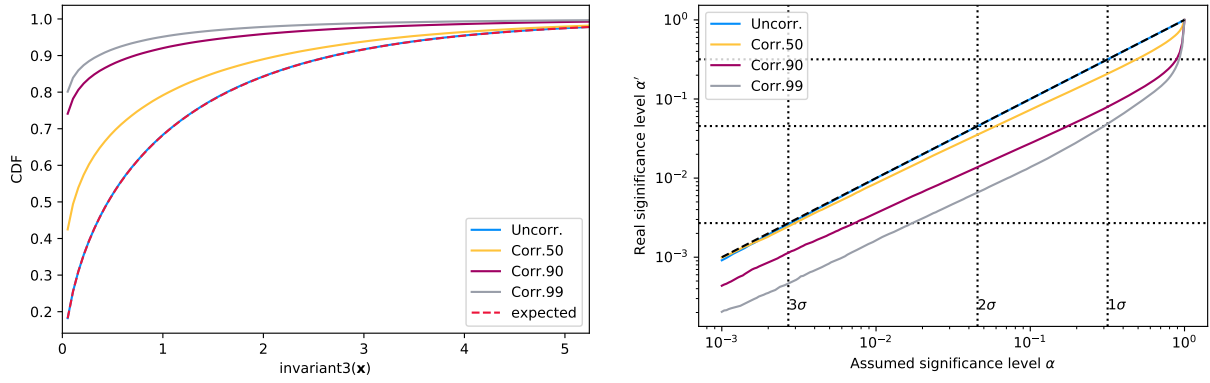 CDF
1.0
0.9
0.8
0.7
0.6
0.5
0.4
0.3
0.2
0
1
2
3
4
5
invariant3(x)
Uncorr.
Corr.50
Corr.90
Corr.99
expected
Real siginificance level α′
10⁰
10⁻¹
10⁻²
10⁻³
Uncorr.
Corr.50
Corr.90
Corr.99
3σ
2σ
1σ
10⁻³
10⁻²
10⁻¹
10⁰
Assumed significance level α